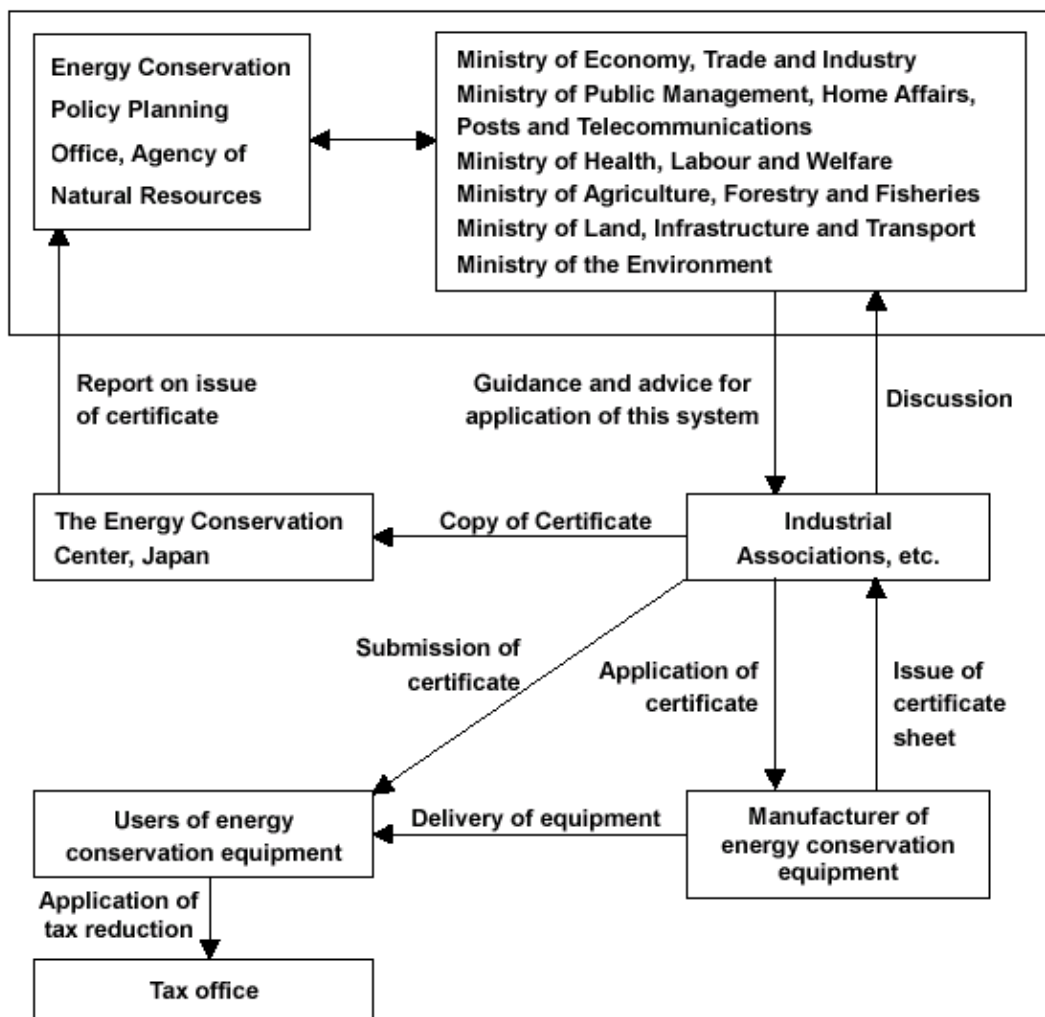 Energy Conservation
Policy Planning
Office, Agency of
Natural Resources
Ministry of Economy, Trade and Industry
Ministry of Public Management, Home Affairs,
Posts and Telecommunications
Ministry of Health, Labour and Welfare
Ministry of Agriculture, Forestry and Fisheries
Ministry of Land, Infrastructure and Transport
Ministry of the Environment
Report on issue
of certificate
Guidance and advice for
application of this system
Discussion
The Energy Conservation
Center, Japan
Copy of Certificate
Industrial
Associations, etc.
Submission of
certificate
Application of
certificate
Issue of
certificate
sheet
Users of energy
conservation equipment
Delivery of equipment
Manufacturer of
energy conservation
equipment
Application of
tax reduction
Tax office